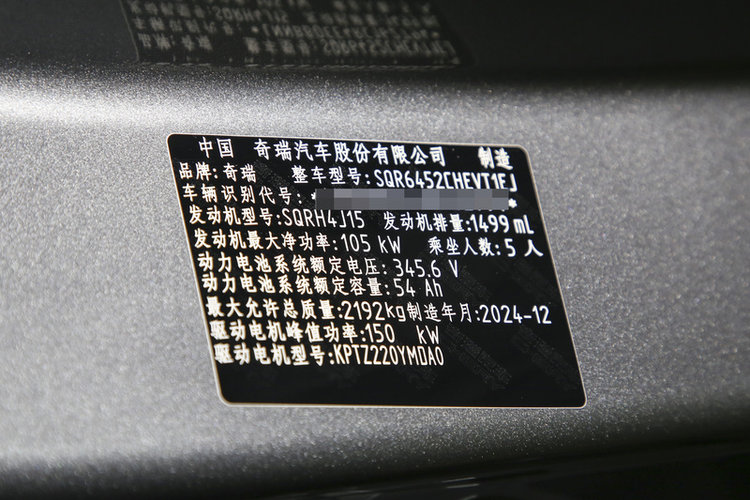 中国 奇瑞汽车股份有限公司 制造
品牌: 奇瑞 整车型号: SQR6452CHEVT1EJ
车辆识别代号: * *
发动机型号: SQRH4J15 发动机排量: 1499 mL
发动机最大净功率: 105 kW 乘坐人数: 5 人
动力电池系统额定电压: 345.6 V
动力电池系统额定容量: 54 Ah
最大允许总质量: 2192kg 制造年月: 2024-12
驱动电机峰值功率: 150 kW
驱动电机型号: KPTZ220YMDA0